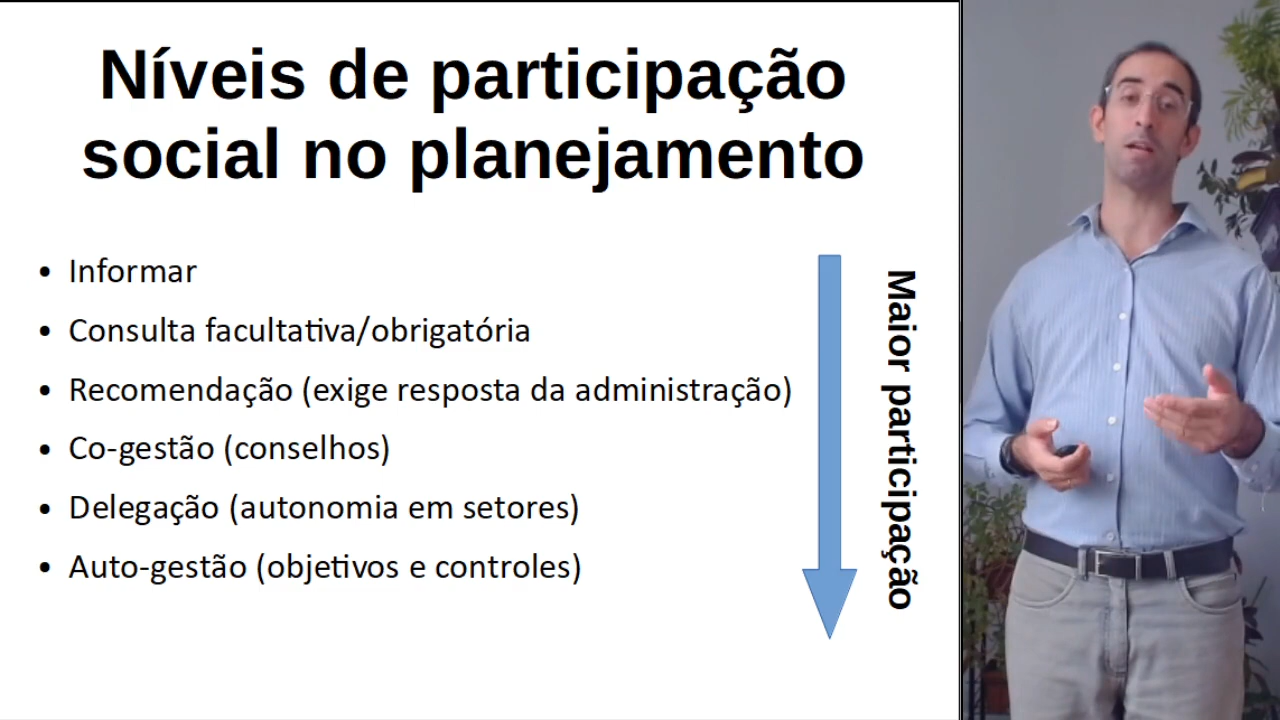 Níveis de participação
social no planejamento
• Informar
• Consulta facultativa/obrigatória
• Recomendação (exige resposta da administração)
• Co-gestão (conselhos)
• Delegação (autonomia em setores)
• Auto-gestão (objetivos e controles)
Maior participação